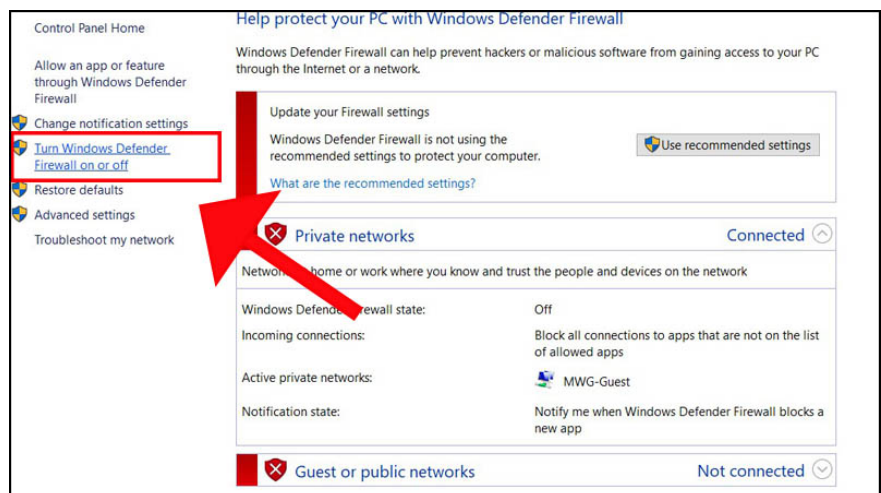 Control Panel Home
Allow an app or feature
through Windows Defender
Firewall
Change notification settings
Turn Windows Defender
Firewall on or off
Restore defaults
Advanced settings
Troubleshoot my network
Help protect your PC with Windows Defender Firewall
Windows Defender Firewall can help prevent hackers or malicious software from gaining access to your PC
through the Internet or a network.
Update your Firewall settings
Windows Defender Firewall is not using the
recommended settings to protect your computer.
Use recommended settings
What are the recommended settings?
Private networks Connected
home or work where you know and trust the people and devices on the network
Windows state: Off
Incoming connections: Block all connections to apps that are not on the list
of allowed apps
Active private networks: MWG-Guest
Notification state: Notify me when Windows Defender Firewall blocks a
new app
Guest or public networks Not connected